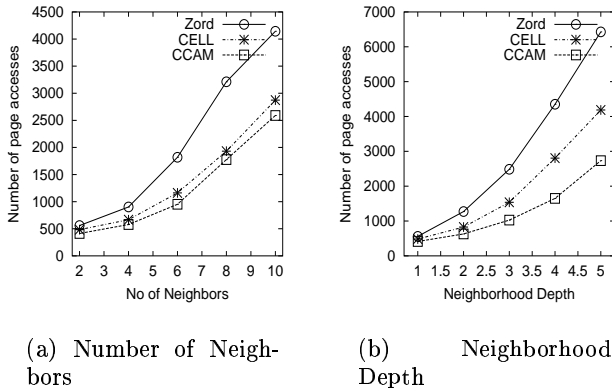 4500
4000
3500
3000
2500
2000
1500
1000
500
0
Number of page accesses
Zord
CELL
CCAM
2 3 4 5 6 7 8 9 10
No of Neighbors
7000
6000
5000
4000
3000
2000
1000
0
Number of page accesses
Zord
CELL
CCAM
1 1.5 2 2.5 3 3.5 4 4.5 5
Neighborhood Depth
(a) Number of Neigh-
bors
(b) Neighborhood
Depth